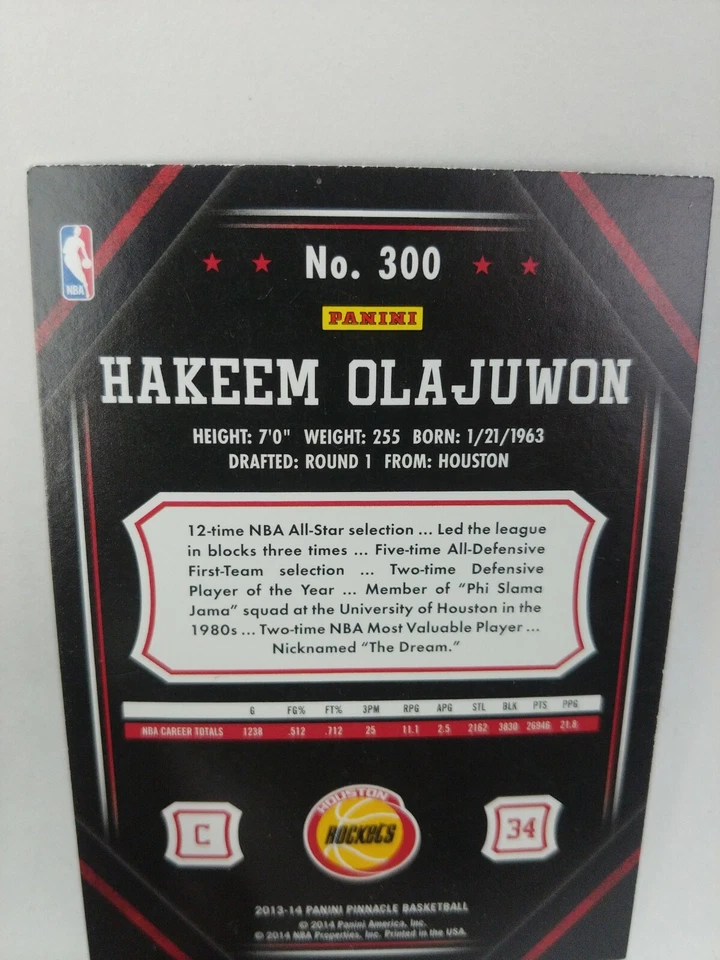 NBA
No. 300
PANINI
HAKEEM OLAJUWON
HEIGHT: 7'0" WEIGHT: 255 BORN: 1/21/1963
DRAFTED: ROUND 1 FROM: HOUSTON
12-time NBA All-Star selection ... Led the league
in blocks three times ... Five-time All-Defensive
First-Team selection ... Two-time Defensive
Player of the Year ... Member of "Phi Slama
Jama" squad at the University of Houston in the
1980s ... Two-time NBA Most Valuable Player ...
Nicknamed "The Dream."
G FG% FT% 3PM RPG APG STL BLK PTS PPG
NBA CAREER TOTALS 1238 .512 .712 25 11.1 2.5 2162 3830 26946 21.8
C
HOUSTON
ROCKETS
34
2013-14 PANINI PINNACLE BASKETBALL
© 2014 Panini America, Inc.
© 2014 NBA Properties, Inc. Printed in the USA.